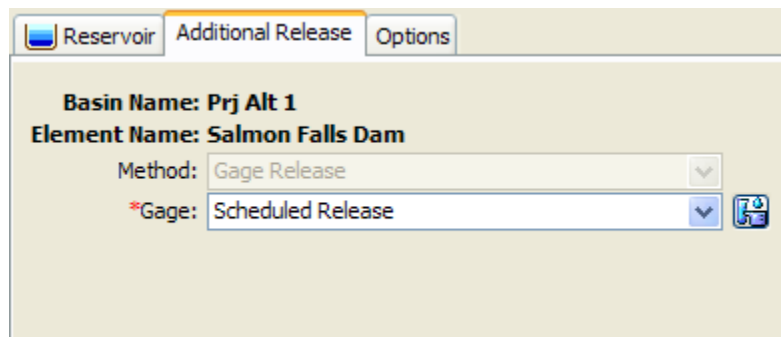 Reservoir Additional Release Options
Basin Name: Prj Alt 1
Element Name: Salmon Falls Dam
Method: Gage Release
*Gage: Scheduled Release